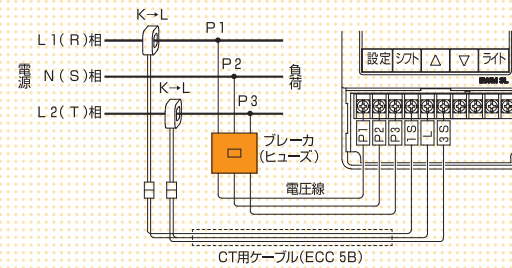 K→L
P1
L1(R)相
P2
電源
N(S)相
負荷
K→L
P3
L2(T)相
設定 シフト △ ▽ ライト
ブレーカ
(ヒューズ)
P1 P2 P3 1S L 3S
電圧線
CT用ケーブル(ECC 5B)